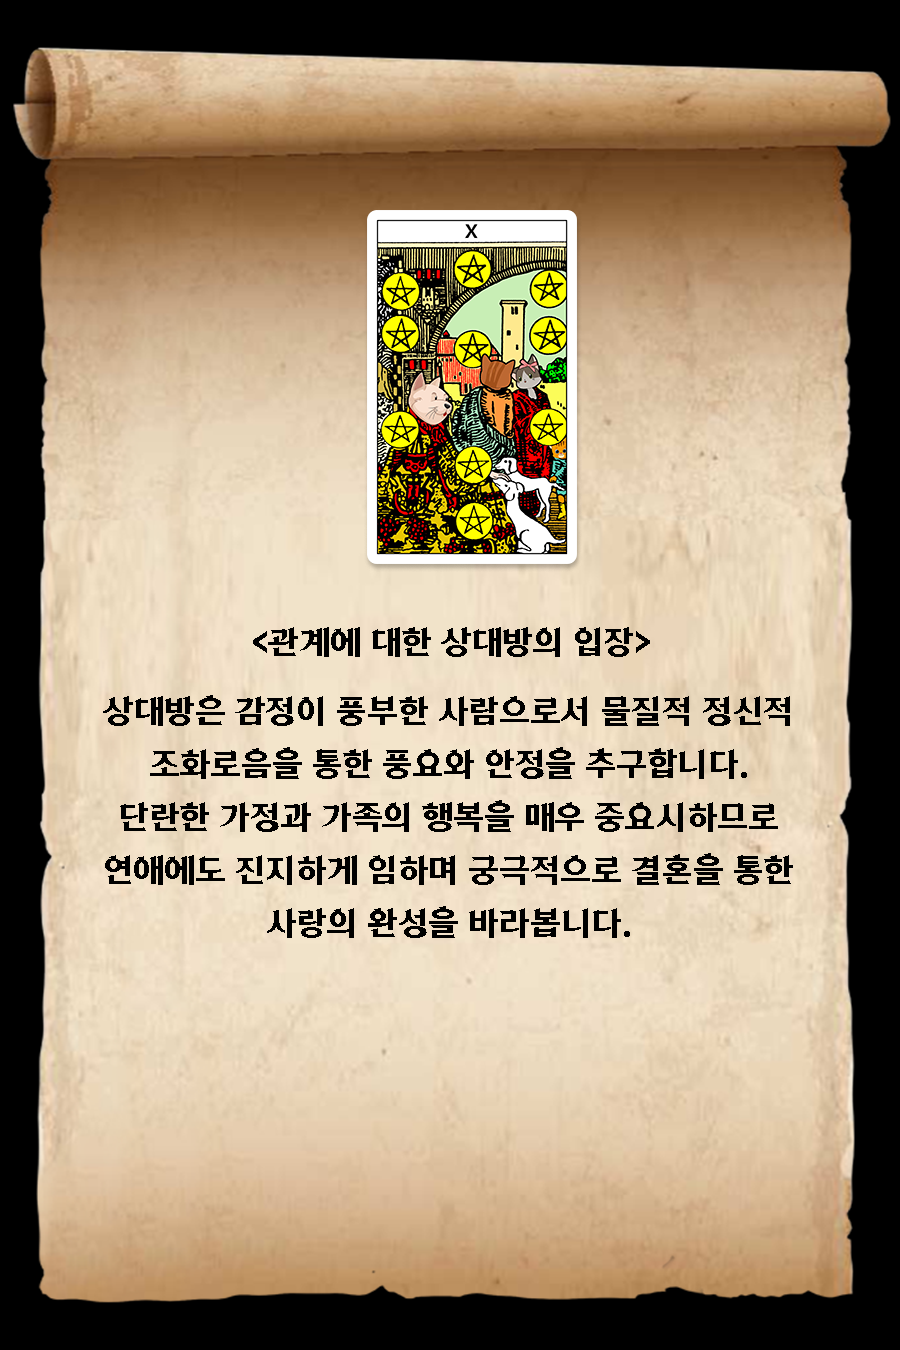 X
<관계에 대한 상대방의 입장>
상대방은 감정이 풍부한 사람으로서 물질적 정신적
조화로음을 통한 풍요와 안정을 추구합니다.
단란한 가정과 가족의 행복을 매우 중요시하므로
연애에도 진지하게 임하며 궁극적으로 결혼을 통한
사랑의 완성을 바라봅니다.